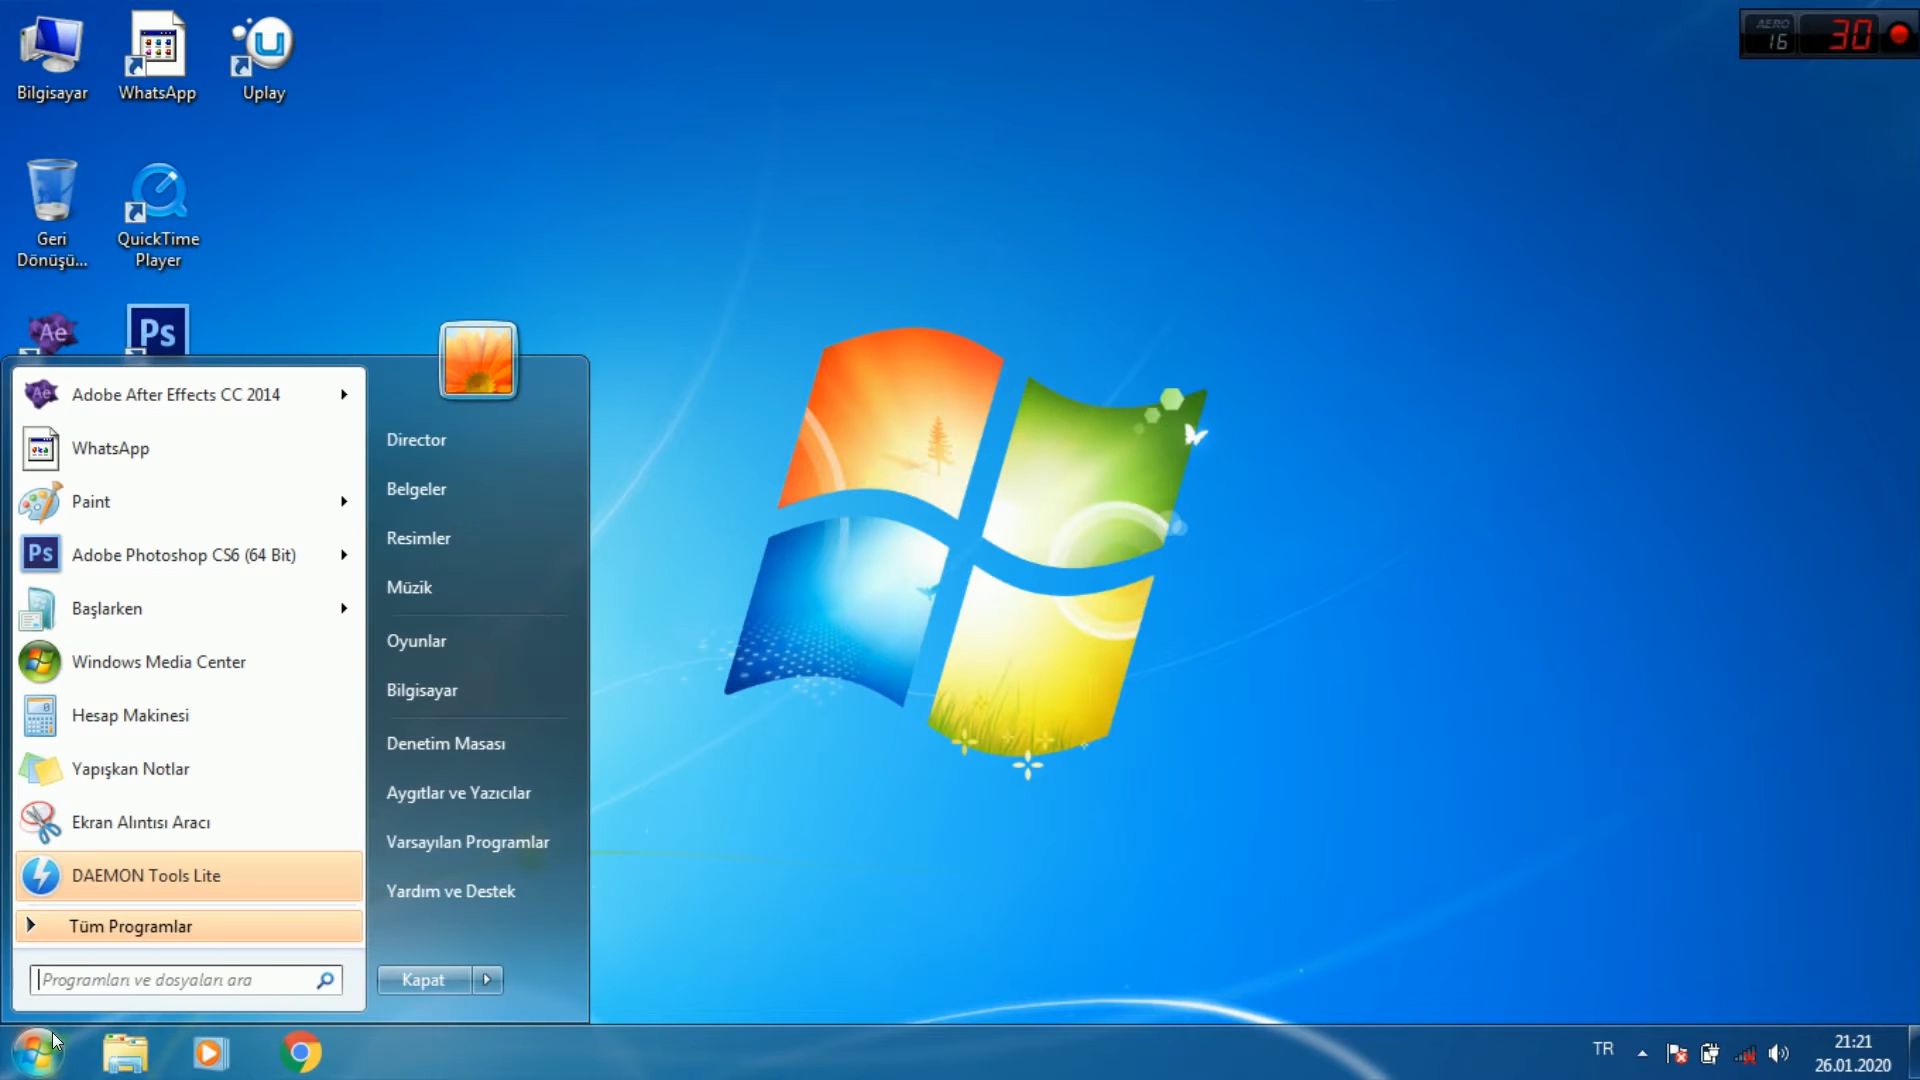 AERO
16
30
Bilgisayar
WhatsApp
Uplay
Geri
Dönüşü...
QuickTime
Player
Ae
Ps
Ae
Adobe After Effects CC 2014
WhatsApp
Paint
Ps
Adobe Photoshop CS6 (64 Bit)
Başlarken
Windows Media Center
Hesap Makinesi
Yapışkan Notlar
Ekran Alıntısı Aracı
DAEMON Tools Lite
Tüm Programlar
Programları ve dosyaları ara
Director
Belgeler
Resimler
Müzik
Oyunlar
Bilgisayar
Denetim Masası
Aygıtlar ve Yazıcılar
Varsayılan Programlar
Yardım ve Destek
Kapat
TR
21:21
26.01.2020